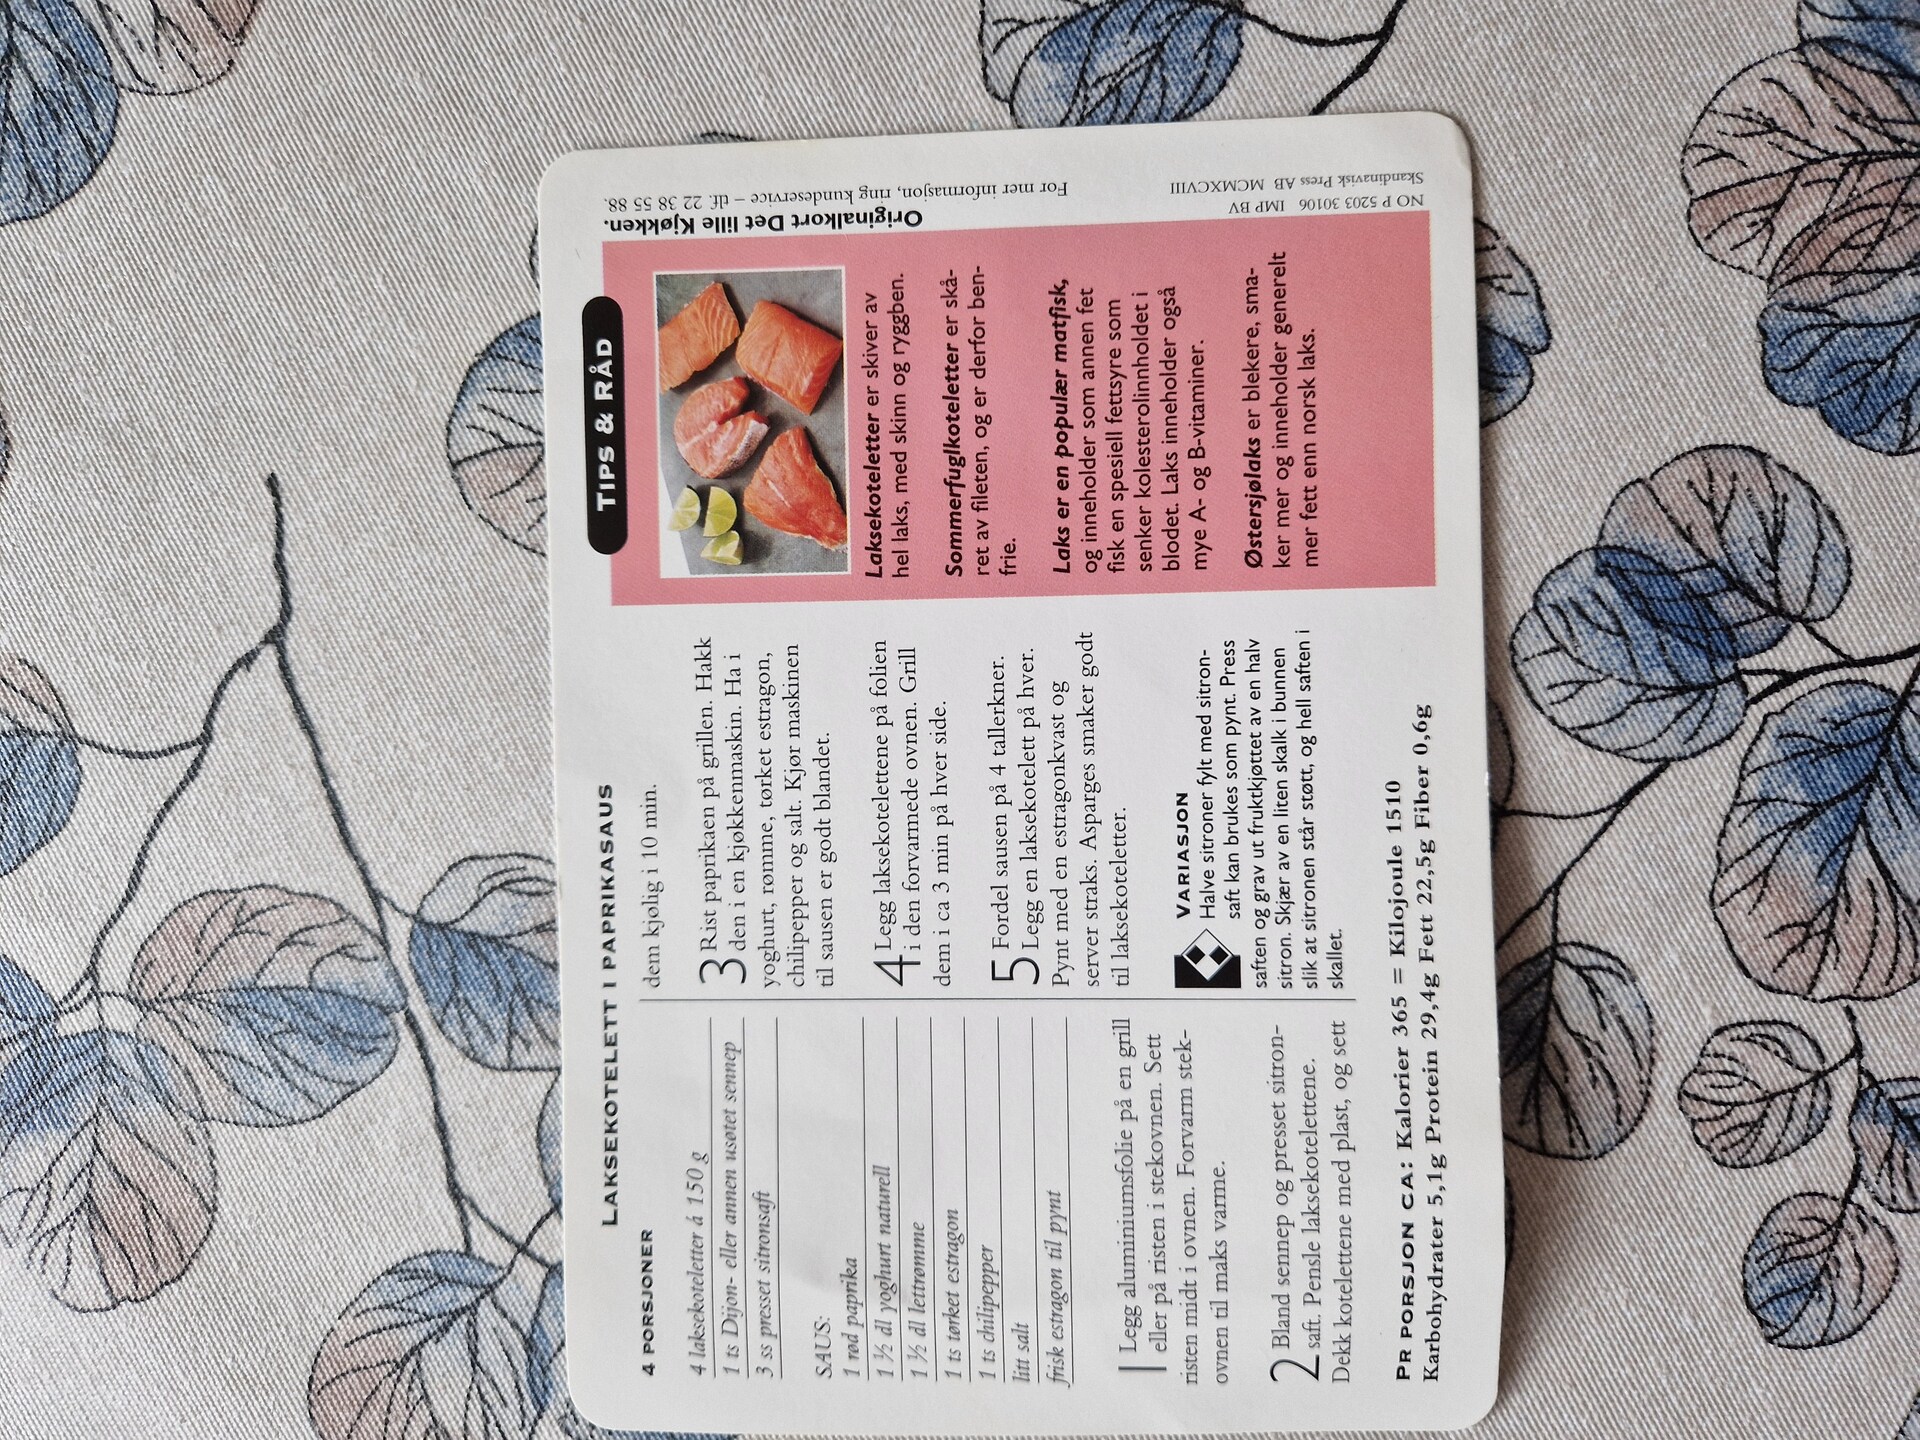 LAKSEKOTELETT I PAPRIKASAUS
4 PORSJONER
4 laksekoteletter á 150 g
1 ts Dijon- eller annen usøtet sennep
3 ss presset sitronsaft
SAUS:
1 rød paprika
1 ½ dl yoghurt naturell
1 ½ dl lettrømme
1 ts tørket estragon
1 ts chilipepper
litt salt
frisk estragon til pynt
1 Legg aluminiumsfolie på en grill
eller på risten i stekovnen. Sett
risten midt i ovnen. Forvarm stek-
ovnen til maks varme.
2 Bland sennep og presset sitron-
saft. Pensle laksekotelettene.
Dekk kotelettene med plast, og sett
dem kjølig i 10 min.
3 Rist paprikaen på grillen. Hakk
den i en kjøkkenmaskin. Ha i
yoghurt, rømme, tørket estragon,
chilipepper og salt. Kjør maskinen
til sausen er godt blandet.
4 Legg laksekotelettene på folien
i den forvarmede ovnen. Grill
dem i ca 3 min på hver side.
5 Fordel sausen på 4 tallerkner.
Legg en laksekotelett på hver.
Pynt med en estragonkvast og
server straks. Asparges smaker godt
til laksekoteletter.
VARIASJON
Halve sitroner fylt med sitron-
saft kan brukes som pynt. Press
saften og grav ut fruktkjøttet av en halv
sitron. Skjær av en liten skalk i bunnen
slik at sitronen står støtt, og hell saften i
skallet.
PR PORSJON CA: Kalorier 365 = Kilojoule 1510
Karbohydrater 5,1g Protein 29,4g Fett 22,5g Fiber 0,6g
TIPS & RÅD
Laksekoteletter er skiver av
hel laks, med skinn og ryggben.
Sommerfuglkoteletter er skå-
ret av fileten, og er derfor ben-
frie.
Laks er en populær matfisk,
og inneholder som annen fet
fisk en spesiell fettsyre som
senker kolesterolinnholdet i
blodet. Laks inneholder også
mye A- og B-vitaminer.
Østersjølaks er blekere, sma-
ker mer og inneholder generelt
mer fett enn norsk laks.
Originalkort Det lille Kjøkken.
For mer informasjon, ring kundeservice – df. 22 38 55 88.
NO P 5203 30106 IMP BV
Skandinavisk Press AB MCMXCVIII